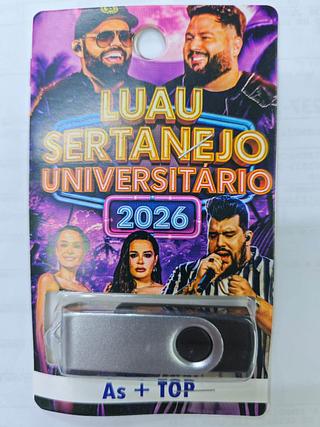 LUAU
SERTANEJO
UNIVERSITÁRIO
2026
As + TOP